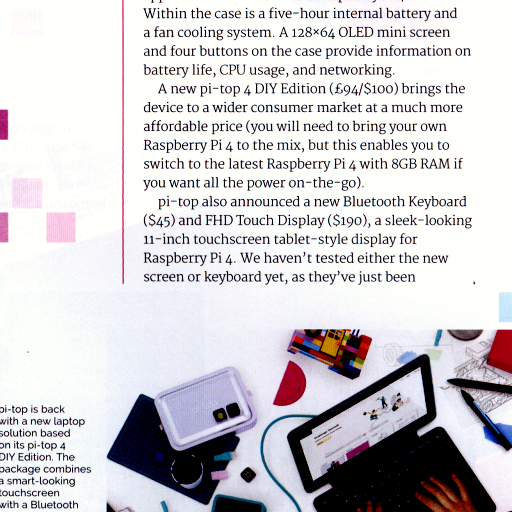 Within the case is a five-hour internal battery and
a fan cooling system. A 128×64 OLED mini screen
and four buttons on the case provide information on
battery life, CPU usage, and networking.
A new pi-top 4 DIY Edition (£94/$100) brings the
device to a wider consumer market at a much more
affordable price (you will need to bring your own
Raspberry Pi 4 to the mix, but this enables you to
switch to the latest Raspberry Pi 4 with 8GB RAM if
you want all the power on-the-go).
pi-top also announced a new Bluetooth Keyboard
($45) and FHD Touch Display ($190), a sleek-looking
11-inch touchscreen tablet-style display for
Raspberry Pi 4. We haven't tested either the new
screen or keyboard yet, as they've just been
pi-top is back
with a new laptop
solution based
on its pi-top 4
DIY Edition. The
package combines
a smart-looking
touchscreen
with a Bluetooth